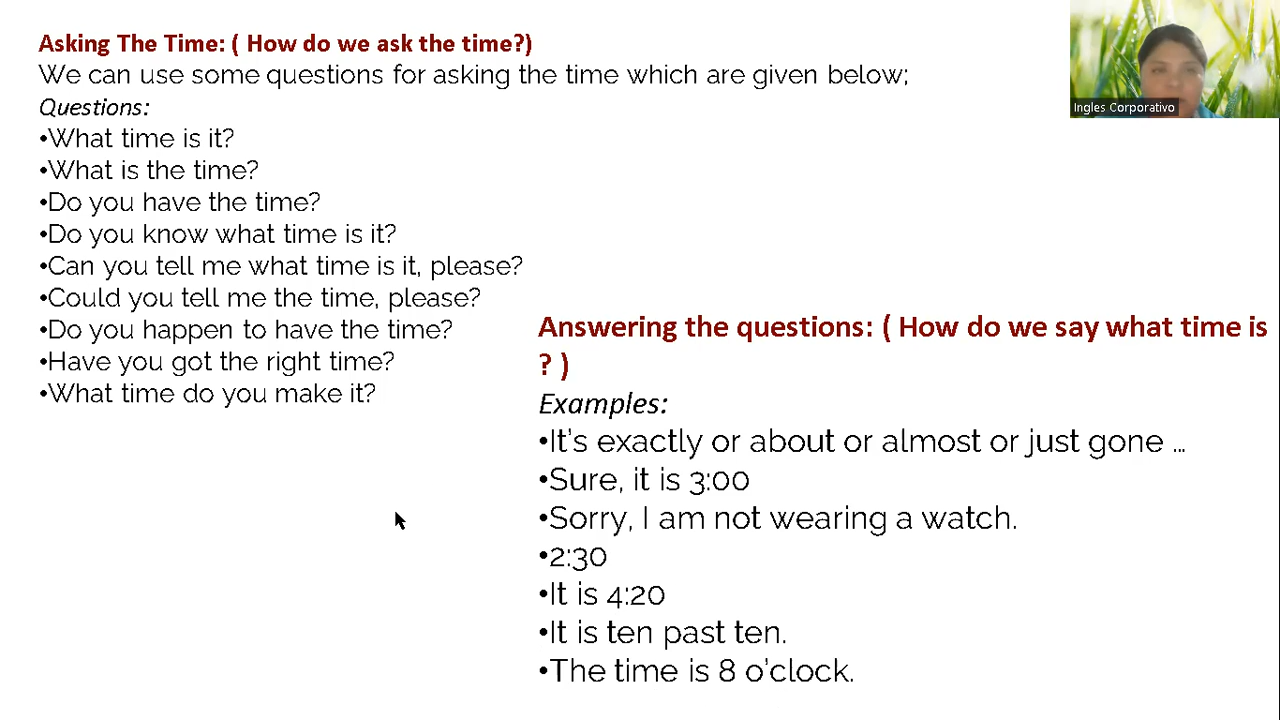 Asking The Time: ( How do we ask the time?)
We can use some questions for asking the time which are given below;
Questions:
•What time is it?
•What is the time?
•Do you have the time?
•Do you know what time is it?
•Can you tell me what time is it, please?
•Could you tell me the time, please?
•Do you happen to have the time?
•Have you got the right time?
•What time do you make it?
Answering the questions: ( How do we say what time is
? )
Examples:
•It's exactly or about or almost or just gone ...
•Sure, it is 3:00
•Sorry, I am not wearing a watch.
•2:30
•It is 4:20
•It is ten past ten.
•The time is 8 o'clock.
Ingles Corporativo